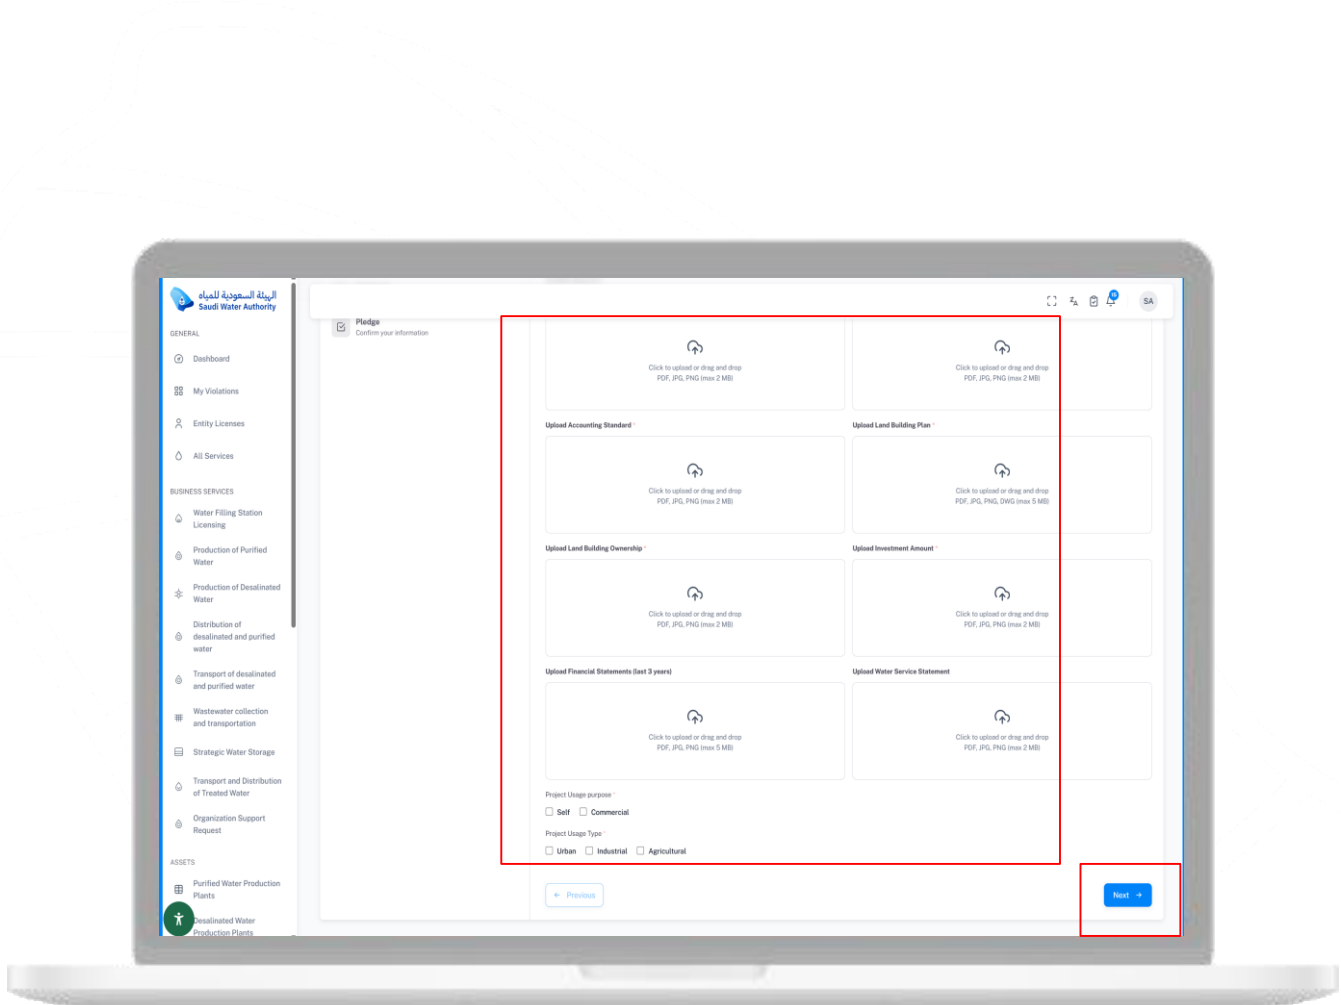 الهيئة السعودية للمياه
Saudi Water Authority
GENERAL
Dashboard
My Violations
Entity Licenses
All Services
BUSINESS SERVICES
Water Filling Station
Licensing
Production of Purified
Water
Production of Desalinated
Water
Distribution of
desalinated and purified
water
Transport of desalinated
and purified water
Wastewater collection
and transportation
Strategic Water Storage
Transport and Distribution
of Treated Water
Organization Support
Request
ASSETS
Purified Water Production
Plants
Desalinated Water
Production Plants
SA
Pledge
Confirm your information
Click to upload or drag and drop
PDF, JPG, PNG (max 2 MB)
Click to upload or drag and drop
PDF, JPG, PNG (max 2 MB)
Upload Accounting Standard *
Upload Land Building Plan *
Click to upload or drag and drop
PDF, JPG, PNG (max 2 MB)
Click to upload or drag and drop
PDF, JPG, PNG, DWG (max 5 MB)
Upload Land Building Ownership *
Upload Investment Amount *
Click to upload or drag and drop
PDF, JPG, PNG (max 2 MB)
Click to upload or drag and drop
PDF, JPG, PNG (max 2 MB)
Upload Financial Statements (last 3 years)
Upload Water Service Statement
Click to upload or drag and drop
PDF, JPG, PNG (max 5 MB)
Click to upload or drag and drop
PDF, JPG, PNG (max 2 MB)
Project Usage purpose *
Self Commercial
Project Usage Type *
Urban Industrial Agricultural
← Previous
Next →